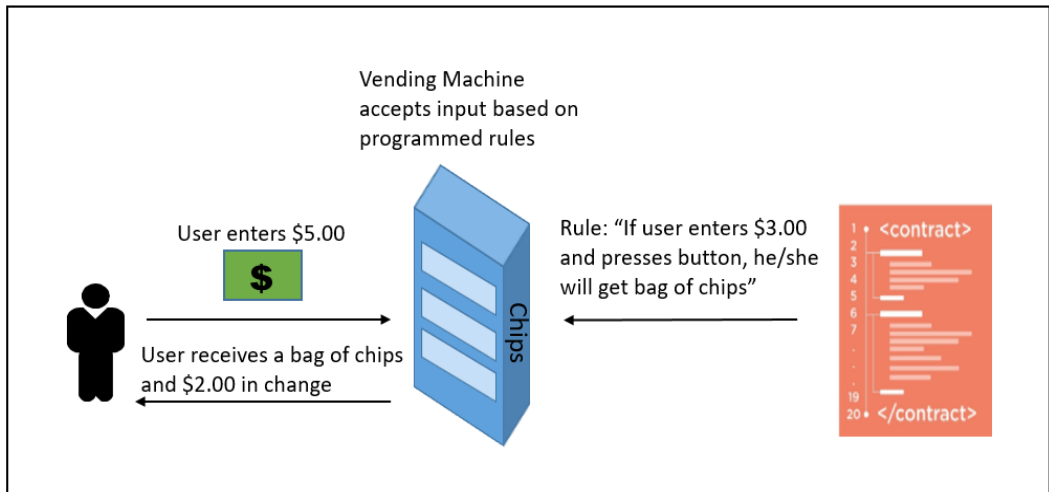 Vending Machine
accepts input based on
programmed rules
User enters $5.00
$
User receives a bag of chips
and $2.00 in change
Chips
Rule: “If user enters $3.00
and presses button, he/she
will get bag of chips”
1 <contract>
2
3
4
5
6
7
.
.
.
19
20 </contract>